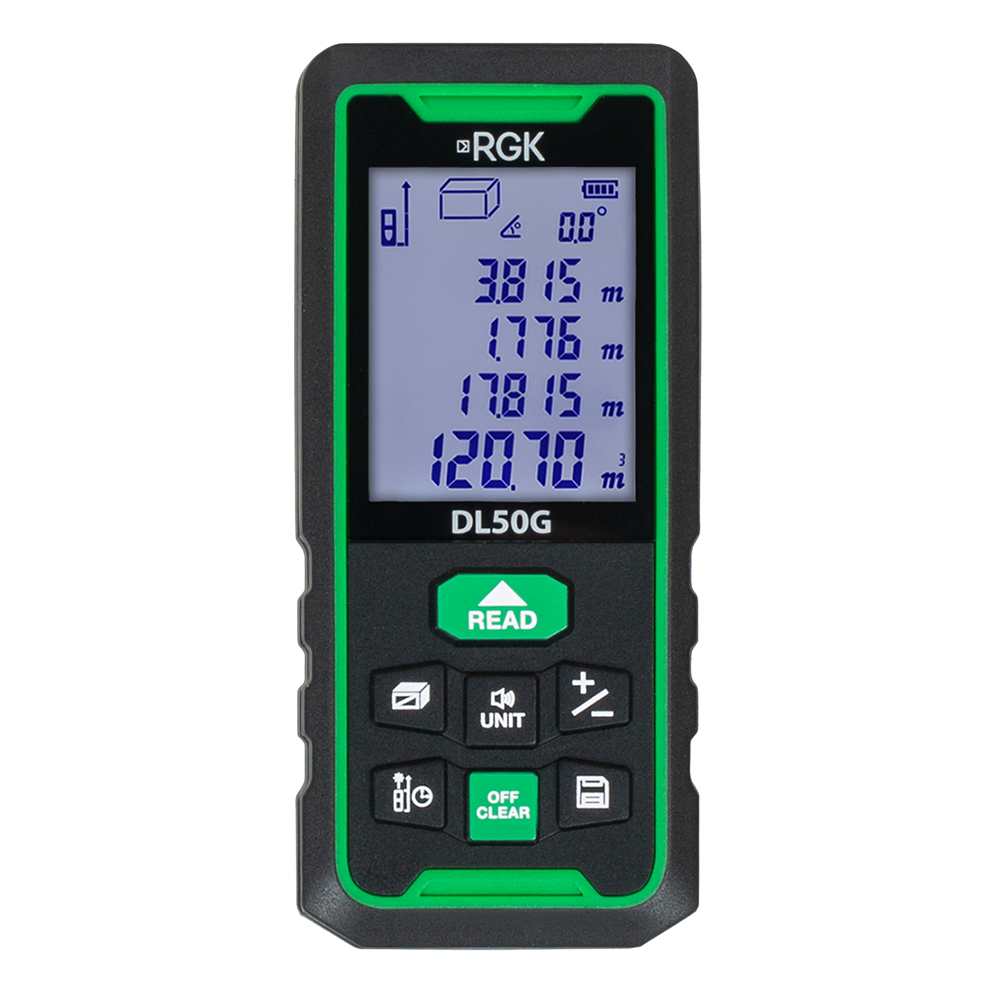 RGK
0.0°
3.815 m
1.776 m
17.815 m
120.70 m³
DL50G
READ
UNIT
+/−
OFF
CLEAR